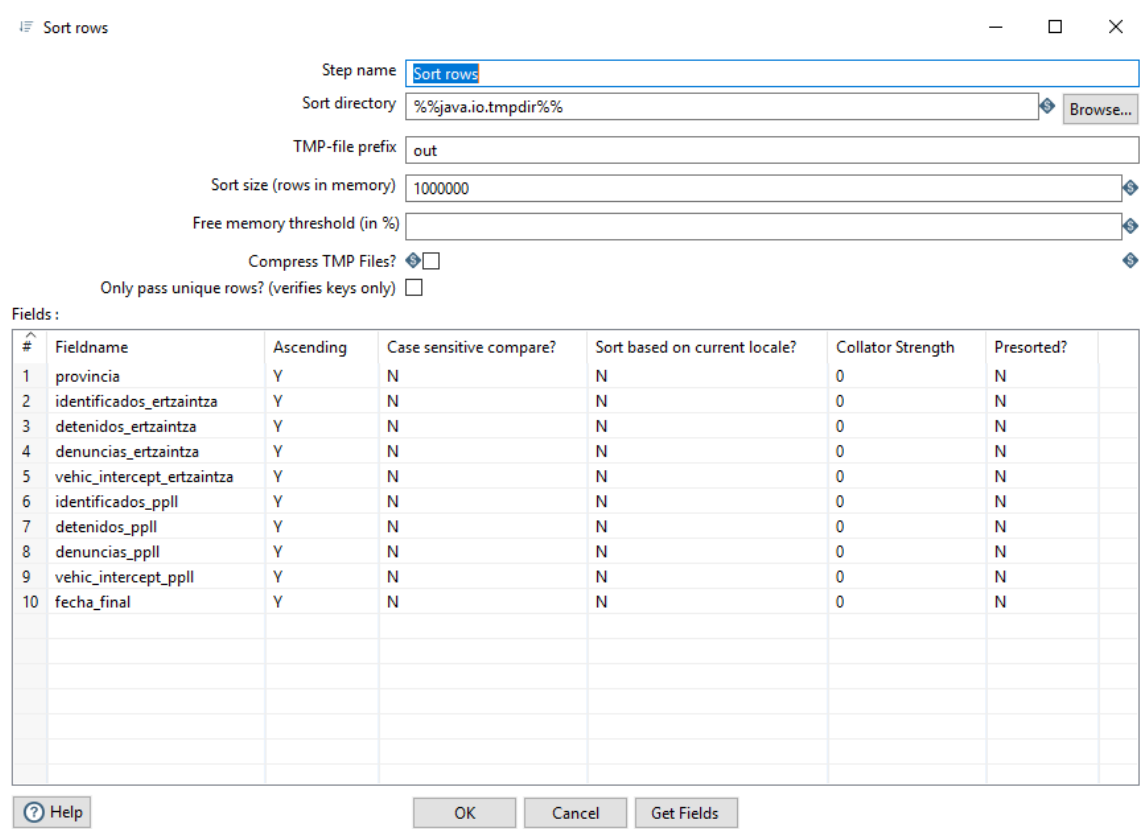 Sort rows
Step name Sort rows
Sort directory %%java.io.tmpdir%% Browse...
TMP-file prefix out
Sort size (rows in memory) 1000000
Free memory threshold (in %)
Compress TMP Files?
Only pass unique rows? (verifies keys only)
Fields :
# Fieldname Ascending Case sensitive compare? Sort based on current locale? Collator Strength Presorted?
1 provincia Y N N 0 N
2 identificados_ertzaintza Y N N 0 N
3 detenidos_ertzaintza Y N N 0 N
4 denuncias_ertzaintza Y N N 0 N
5 vehic_intercept_ertzaintza Y N N 0 N
6 identificados_ppll Y N N 0 N
7 detenidos_ppll Y N N 0 N
8 denuncias_ppll Y N N 0 N
9 vehic_intercept_ppll Y N N 0 N
10 fecha_final Y N N 0 N
Help OK Cancel Get Fields